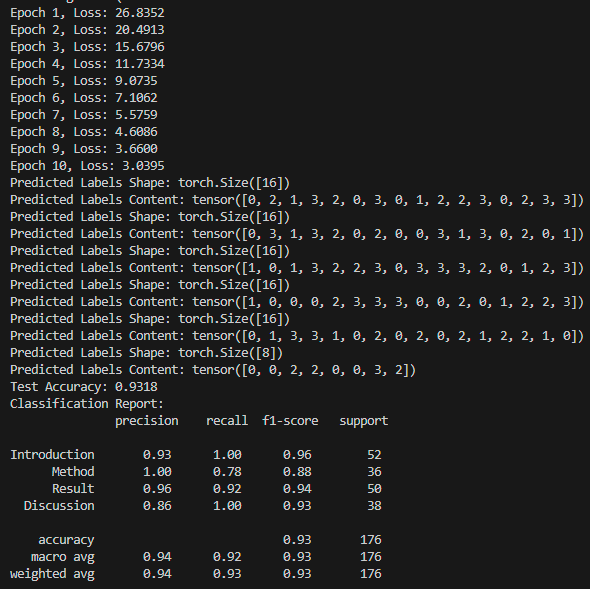 Epoch 1, Loss: 26.8352
Epoch 2, Loss: 20.4913
Epoch 3, Loss: 15.6796
Epoch 4, Loss: 11.7334
Epoch 5, Loss: 9.0735
Epoch 6, Loss: 7.1062
Epoch 7, Loss: 5.5759
Epoch 8, Loss: 4.6086
Epoch 9, Loss: 3.6600
Epoch 10, Loss: 3.0395
Predicted Labels Shape: torch.Size([16])
Predicted Labels Content: tensor([0, 2, 1, 3, 2, 0, 3, 0, 1, 2, 2, 3, 0, 2, 3, 3])
Predicted Labels Shape: torch.Size([16])
Predicted Labels Content: tensor([0, 3, 1, 3, 2, 0, 2, 0, 0, 3, 1, 3, 0, 2, 0, 1])
Predicted Labels Shape: torch.Size([16])
Predicted Labels Content: tensor([1, 0, 1, 3, 2, 2, 3, 0, 3, 3, 3, 2, 0, 1, 2, 3])
Predicted Labels Shape: torch.Size([16])
Predicted Labels Content: tensor([1, 0, 0, 0, 2, 3, 3, 3, 0, 0, 2, 0, 1, 2, 2, 3])
Predicted Labels Shape: torch.Size([16])
Predicted Labels Content: tensor([0, 1, 3, 3, 1, 0, 2, 0, 2, 0, 2, 1, 2, 2, 1, 0])
Predicted Labels Shape: torch.Size([8])
Predicted Labels Content: tensor([0, 0, 2, 2, 0, 0, 3, 2])
Test Accuracy: 0.9318
Classification Report:
precision recall f1-score support
Introduction 0.93 1.00 0.96 52
Method 1.00 0.78 0.88 36
Result 0.96 0.92 0.94 50
Discussion 0.86 1.00 0.93 38
accuracy 0.93 176
macro avg 0.94 0.92 0.93 176
weighted avg 0.94 0.93 0.93 176